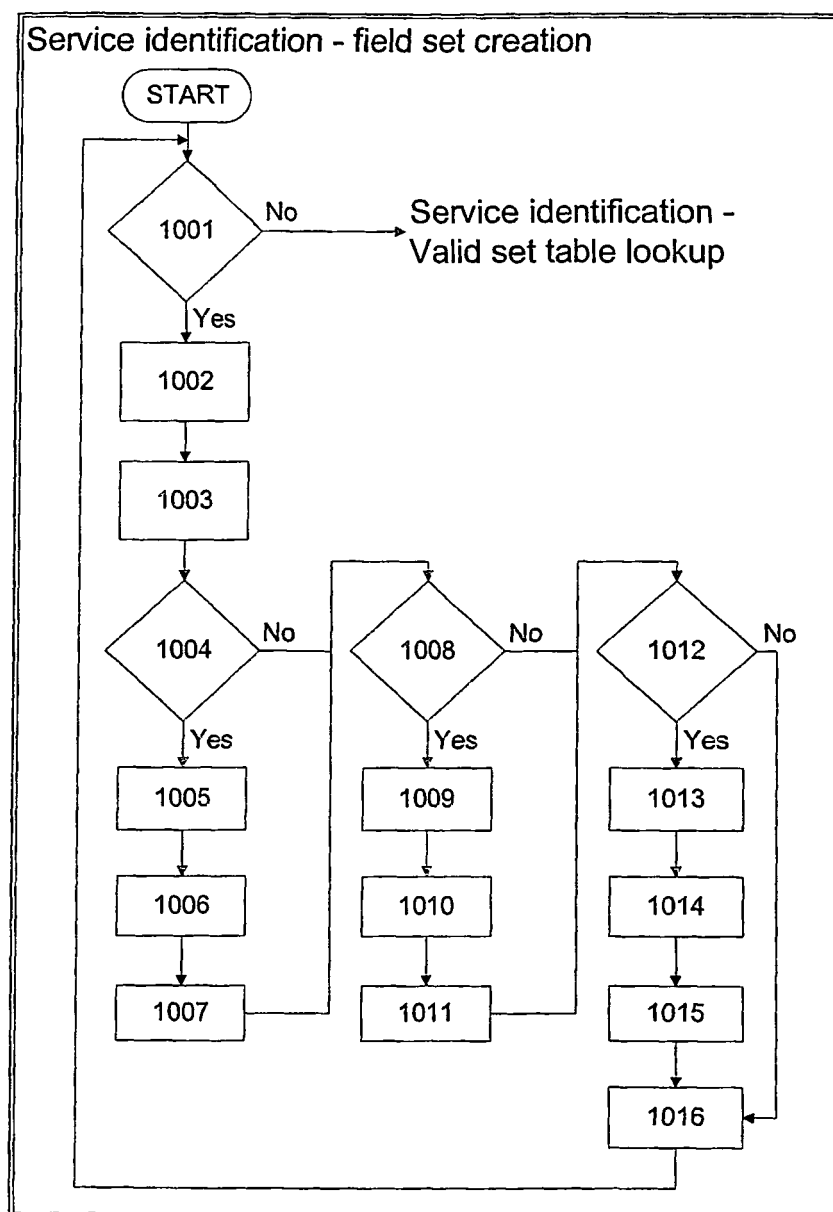 Service identification - field set creation
START
1001
No
Service identification -
Valid set table lookup
Yes
1002
1003
1004
No
1008
No
1012
No
Yes
Yes
Yes
1005
1009
1013
1006
1010
1014
1007
1011
1015
1016